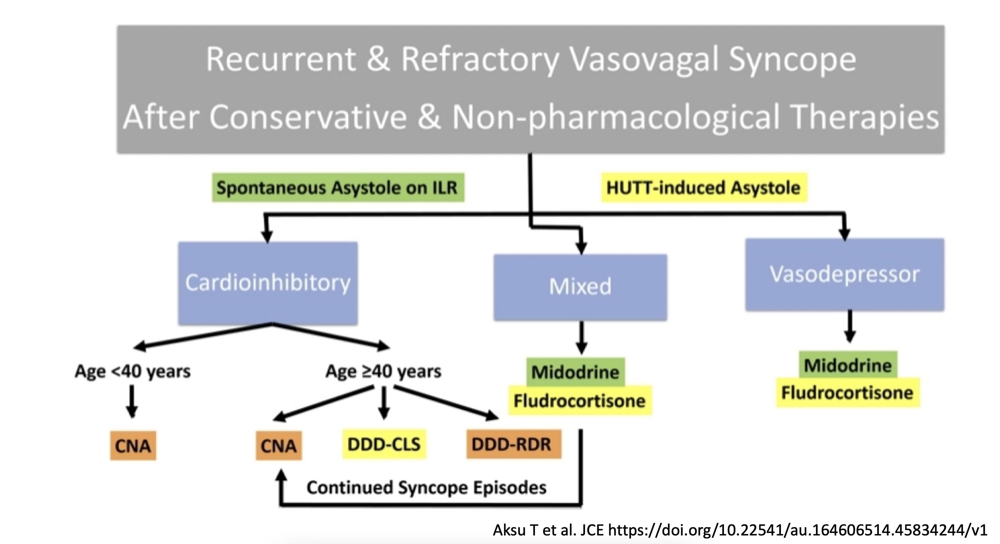 Recurrent & Refractory Vasovagal Syncope
After Conservative & Non-pharmacological Therapies
Spontaneous Asystole on ILR
HUTT-induced Asystole
Cardioinhibitory
Mixed
Vasodepressor
Age <40 years
Age ≥40 years
Midodrine
Fludrocortisone
Midodrine
Fludrocortisone
CNA
CNA
DDD-CLS
DDD-RDR
Continued Syncope Episodes
Aksu T et al. JCE https://doi.org/10.22541/au.164606514.45834244/v1